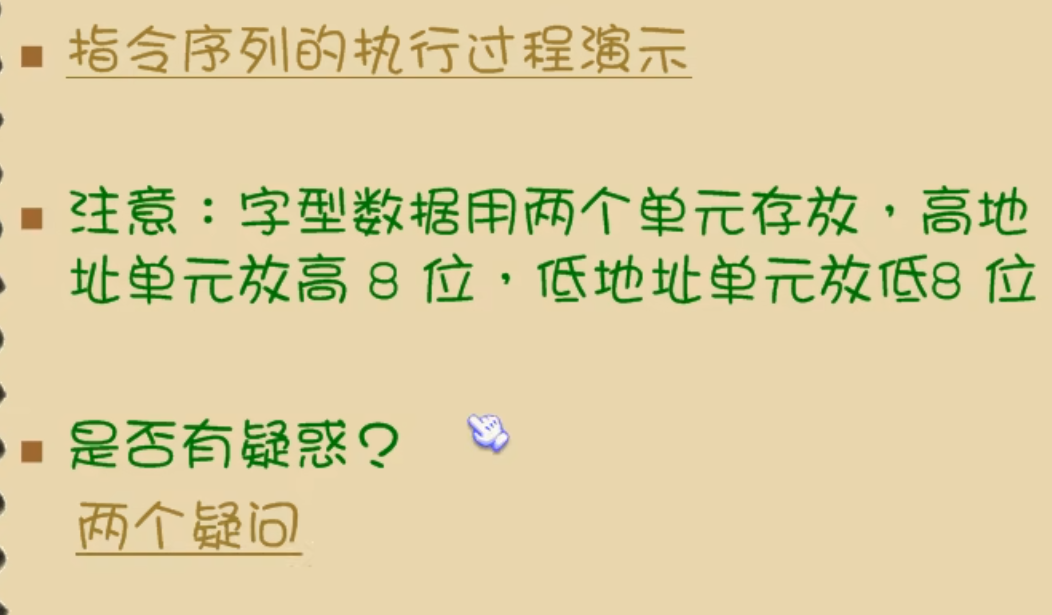 指令序列的执行过程演示
注意：字型数据用两个单元存放，高地
址单元放高 8 位，低地址单元放低8 位
是否有疑惑？
两个疑问